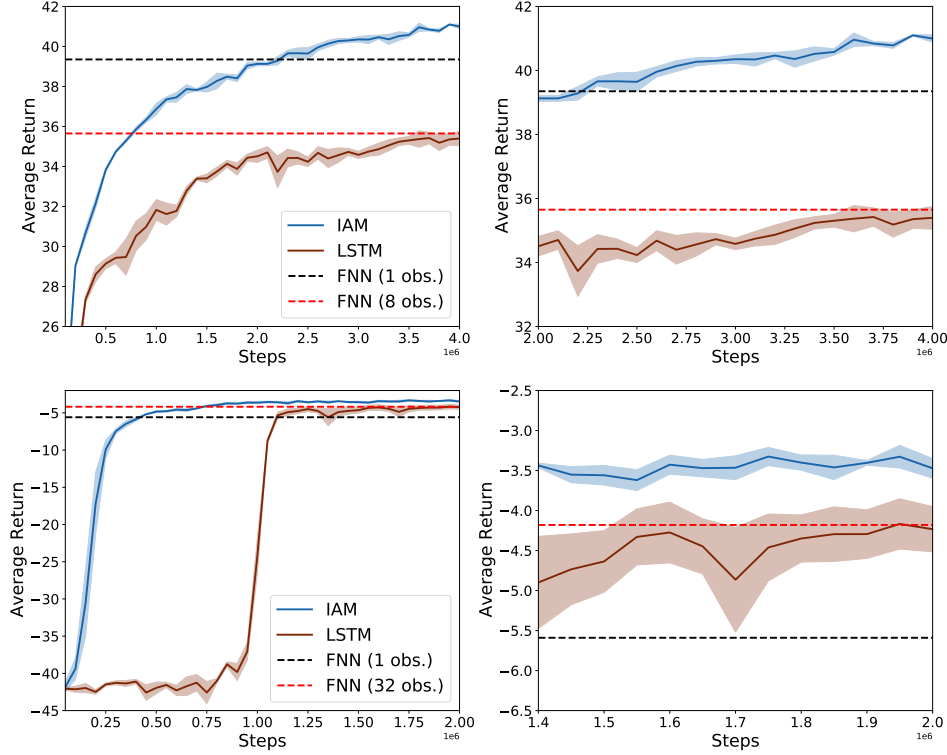 42
40
38
36
34
32
30
28
26
Average Return
IAM
LSTM
FNN (1 obs.)
FNN (8 obs.)
0.5 1.0 1.5 2.0 2.5 3.0 3.5 4.0
1e6
Steps
42
40
38
36
34
32
Average Return
2.00 2.25 2.50 2.75 3.00 3.25 3.50 3.75 4.00
1e6
Steps
−5
−10
−15
−20
−25
−30
−35
−40
−45
Average Return
IAM
LSTM
FNN (1 obs.)
FNN (32 obs.)
0.25 0.50 0.75 1.00 1.25 1.50 1.75 2.00
1e6
Steps
−2.5
−3.0
−3.5
−4.0
−4.5
−5.0
−5.5
−6.0
−6.5
Average Return
1.4 1.5 1.6 1.7 1.8 1.9 2.0
1e6
Steps